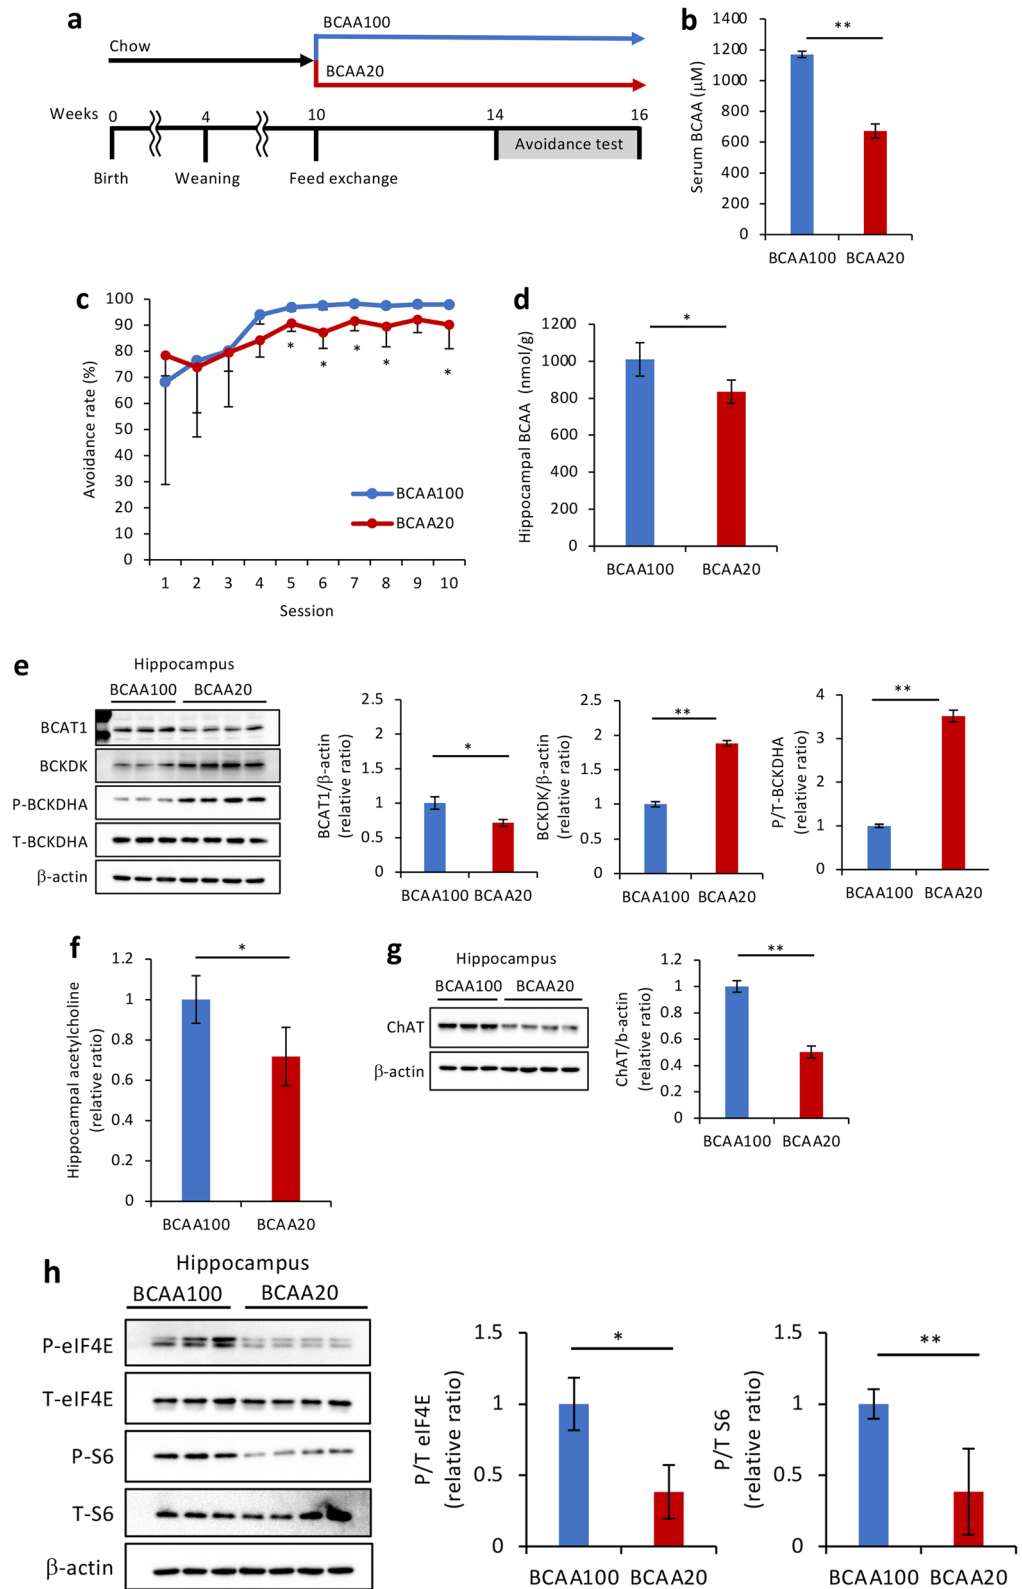 a
BCAA100
Chow
BCAA20
Weeks 0 4 10 14 16
Avoidance test
Birth Weaning Feed exchange
b
**
Serum BCAA (μM)
1400
1200
1000
800
600
400
200
0
BCAA100 BCAA20
c
Avoidance rate (%)
100
90
80
70
60
50
40
30
20
10
0
* * * * *
BCAA100
BCAA20
1 2 3 4 5 6 7 8 9 10
Session
d
*
Hippocampal BCAA (nmol/g)
1200
1000
800
600
400
200
0
BCAA100 BCAA20
e
Hippocampus
BCAA100 BCAA20
BCAT1
BCKDK
P-BCKDHA
T-BCKDHA
β-actin
BCAT1/β-actin
(relative ratio)
2.5
2
1.5
1
0.5
0
*
BCAA100 BCAA20
BCKDK/β-actin
(relative ratio)
2.5
2
1.5
1
0.5
0
**
BCAA100 BCAA20
P/T-BCKDHA
(relative ratio)
4
3
2
1
0
**
BCAA100 BCAA20
f
*
Hippocampal acetylcholine
(relative ratio)
1.2
1
0.8
0.6
0.4
0.2
0
BCAA100 BCAA20
g
Hippocampus
BCAA100 BCAA20
ChAT
β-actin
ChAT/b-actin
(relative ratio)
1.2
1
0.8
0.6
0.4
0.2
0
**
BCAA100 BCAA20
h
Hippocampus
BCAA100 BCAA20
P-eIF4E
T-eIF4E
P-S6
T-S6
β-actin
P/T eIF4E
(relative ratio)
1.5
1
0.5
0
*
BCAA100 BCAA20
P/T S6
(relative ratio)
1.5
1
0.5
0
**
BCAA100 BCAA20